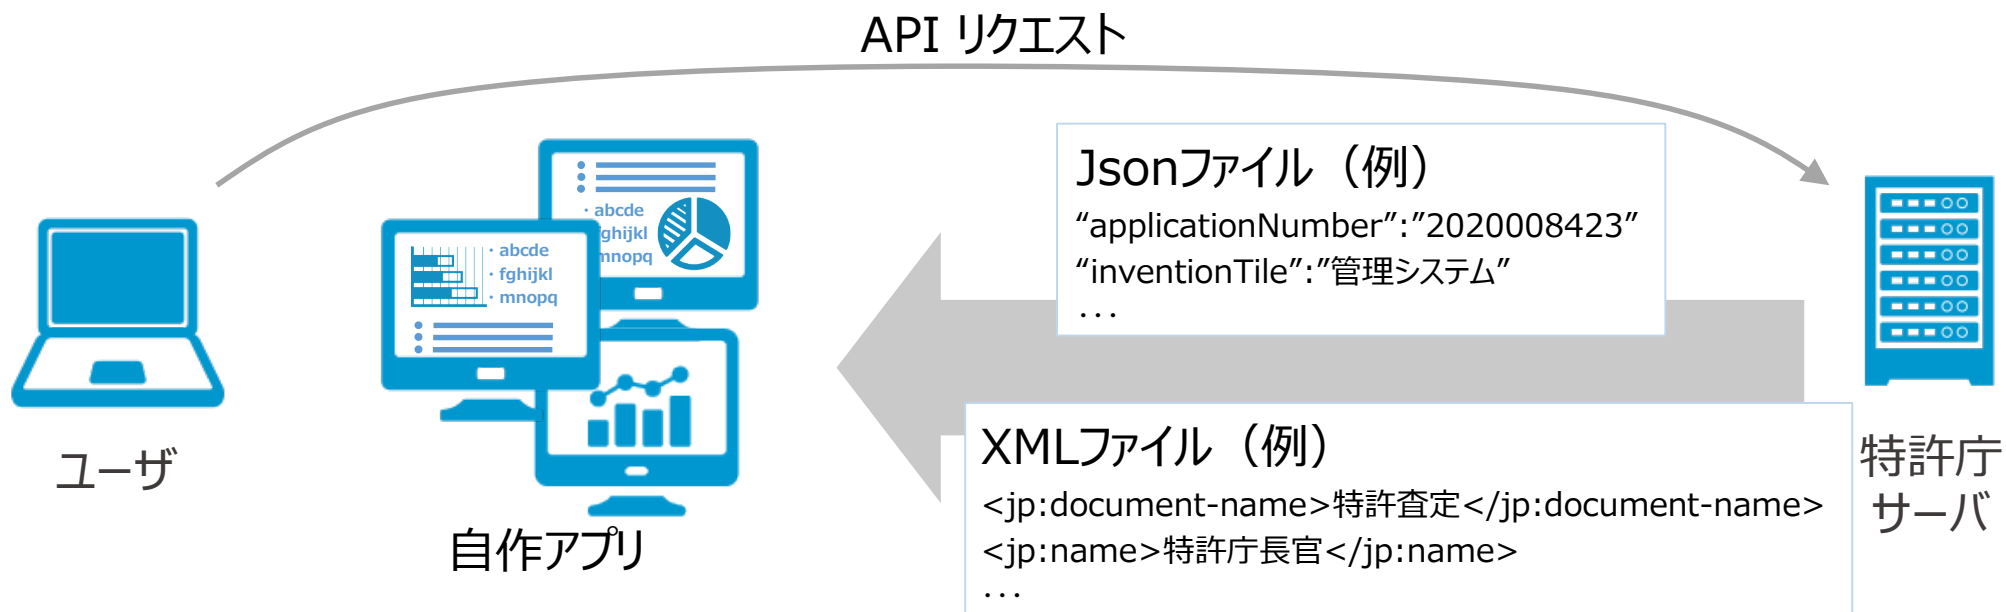 API リクエスト
Jsonファイル（例）
“applicationNumber”:”2020008423”
“inventionTile”:”管理システム”
...
・abcde
ghijkl
mnopq
・abcde
・fghijkl
・mnopq
XMLファイル（例）
<jp:document-name>特許査定</jp:document-name>
<jp:name>特許庁長官</jp:name>
...
ユーザ
自作アプリ
特許庁
サーバ